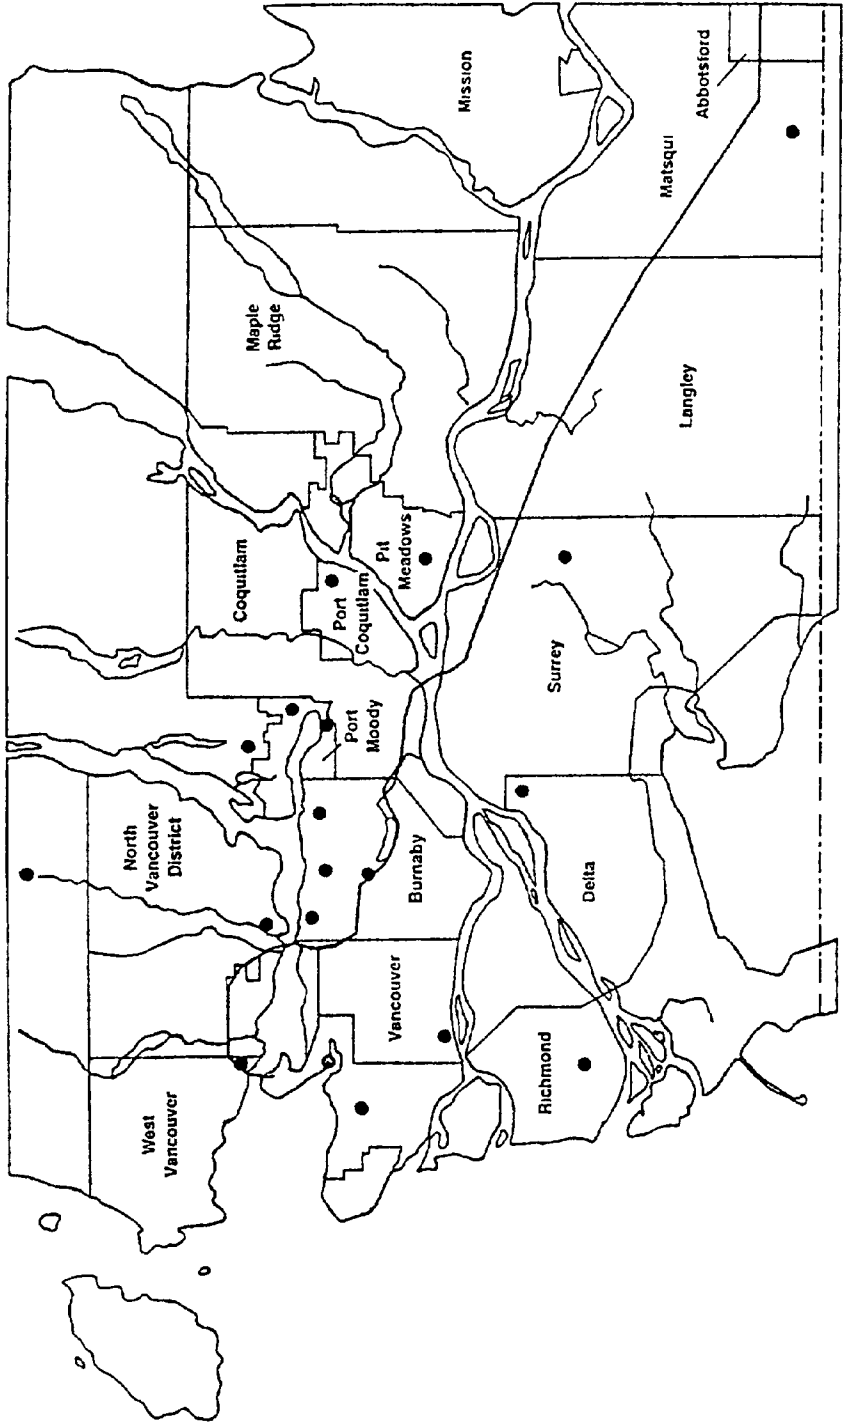 West
Vancouver
North
Vancouver
District
Coquitlam
Maple
Ridge
Mission
Port
Moody
Port
Coquitlam
Pit
Meadows
Vancouver
Burnaby
Richmond
Delta
Surrey
Langley
Matsqui
Abbotsford